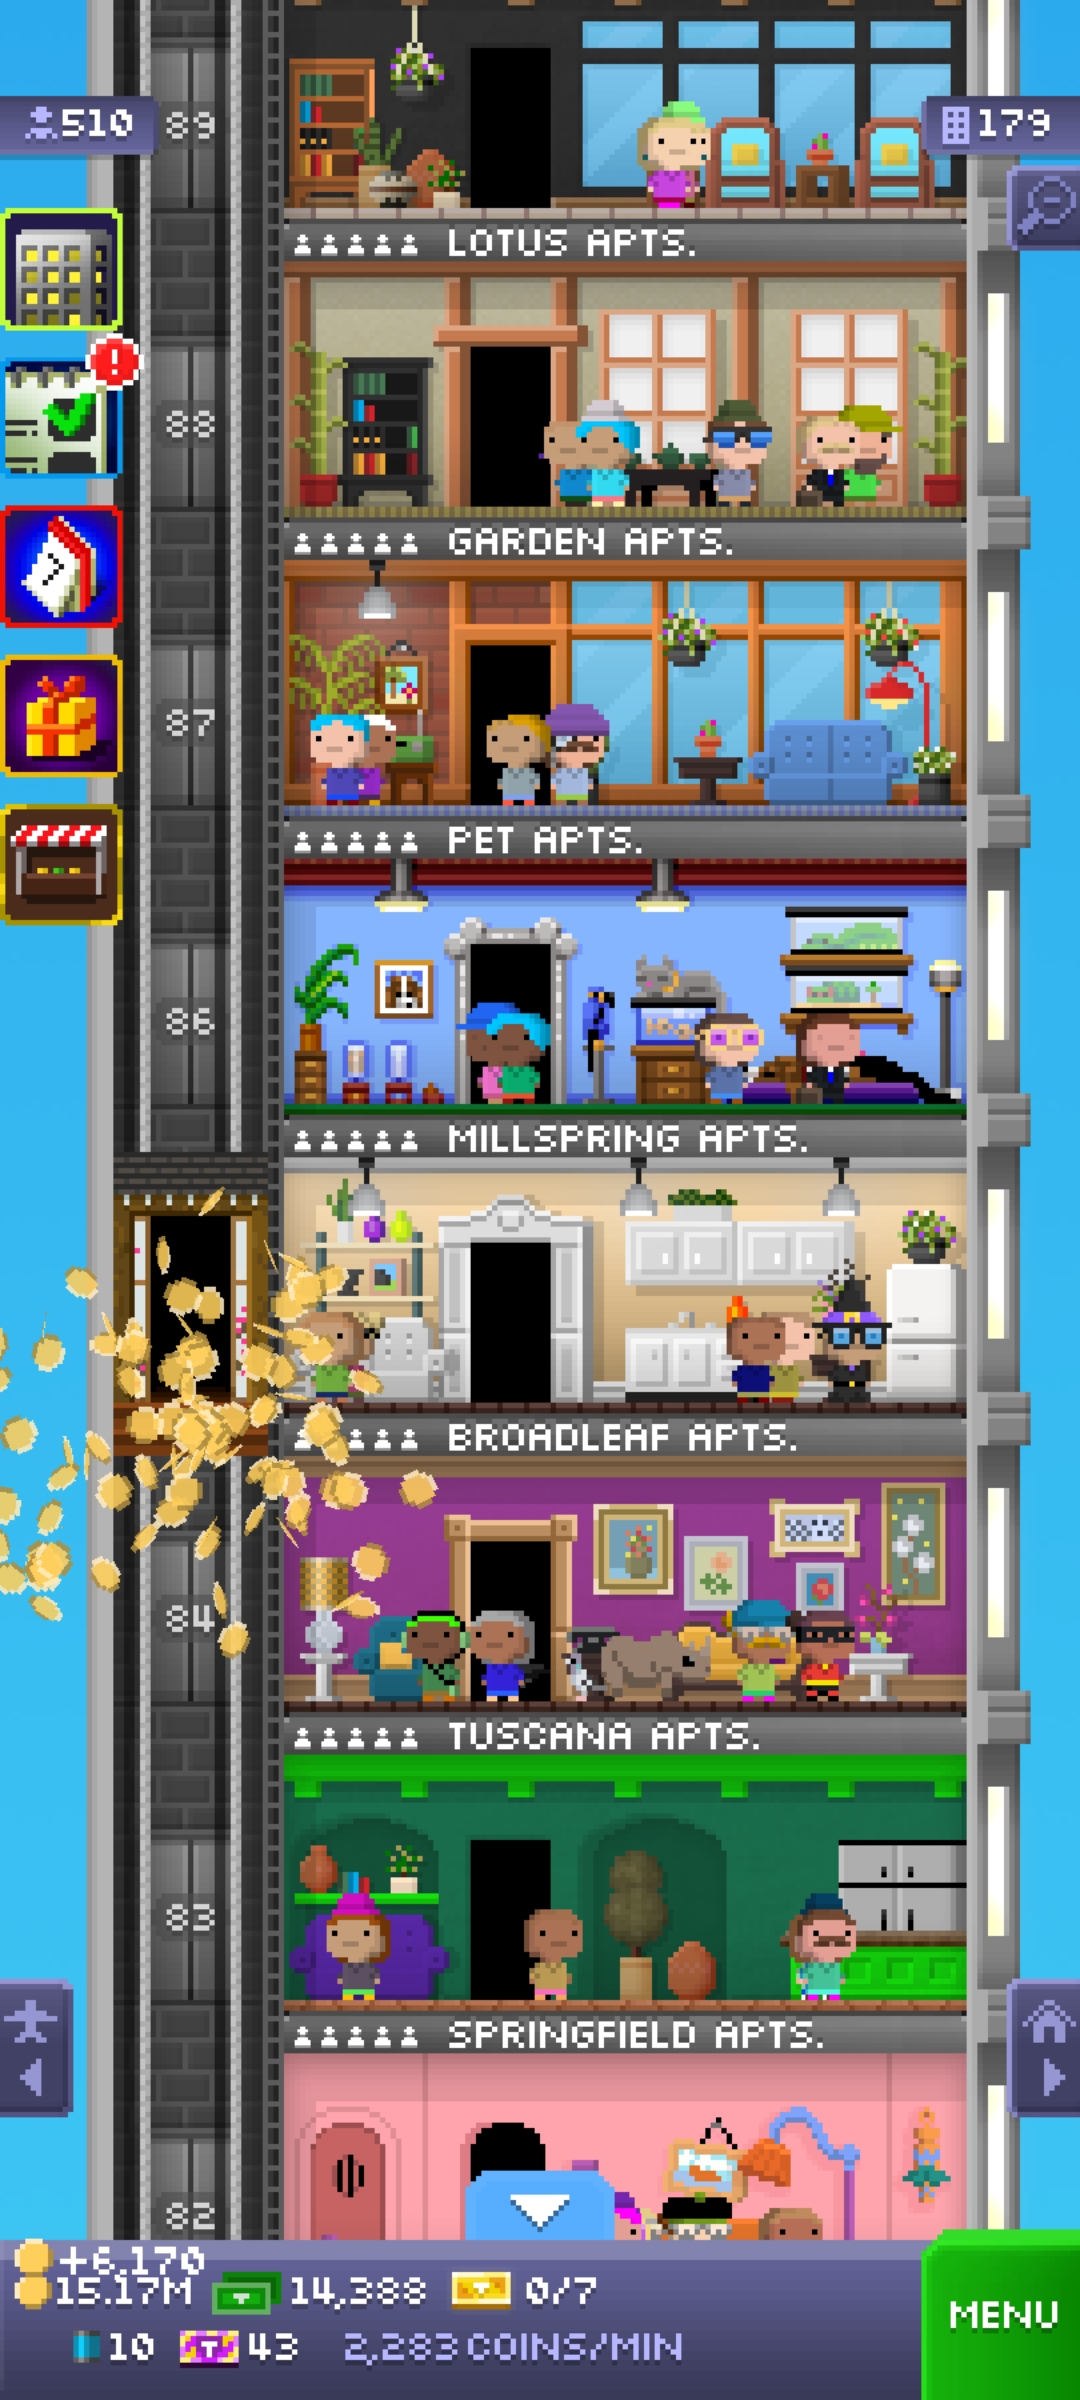 510
89
179
LOTUS APTS.
88
GARDEN APTS.
87
PET APTS.
86
MILLSPRING APTS.
BROADLEAF APTS.
84
TUSCANA APTS.
83
SPRINGFIELD APTS.
82
+6,170
15.17M 14,388 0/7
10 43 2,283 COINS/MIN
MENU